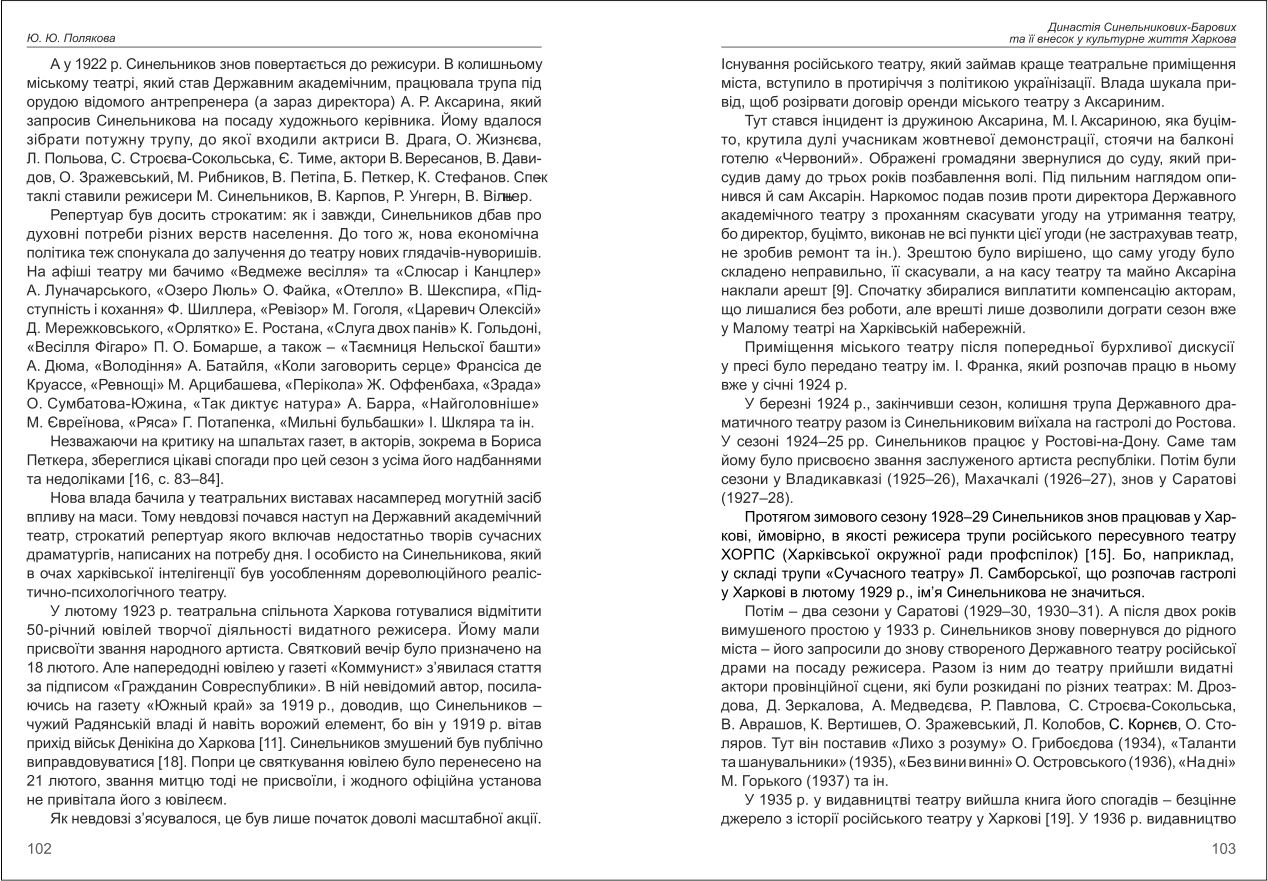 Ю. Ю. Полякова
А у 1922 р. Синельников знов повертається до режисури. В колишньому
міському театрі, який став Державним академічним, працювала трупа під
орудою відомого антрепренера (а зараз директора) А. Р. Аксарина, який
запросив Синельникова на посаду художнього керівника. Йому вдалося
зібрати потужну трупу, до якої входили актриси В. Драга, О. Жизнєва,
Л. Польова, С. Строєва-Сокольська, Є. Тиме, актори В. Вересанов, В. Дави-
дов, О. Зражевський, М. Рибников, В. Петіпа, Б. Петкер, К. Стефанов. Спек
таклі ставили режисери М. Синельников, В. Карпов, Р. Унгерн, В. Вільнер.
Репертуар був досить строкатим: як і завжди, Синельников дбав про
духовні потреби різних верств населення. До того ж, нова економічна
політика теж спонукала до залучення до театру нових глядачів-нуворишів.
На афіші театру ми бачимо «Ведмеже весілля» та «Слюсар і Канцлер»
А. Луначарського, «Озеро Люль» О. Файка, «Отелло» В. Шекспира, «Під-
ступність і кохання» Ф. Шиллера, «Ревізор» М. Гоголя, «Царевич Олексій»
Д. Мережковського, «Орлятко» Е. Ростана, «Слуга двох панів» К. Гольдоні,
«Весілля Фігаро» П. О. Бомарше, а також – «Таємниця Нельскої башти»
А. Дюма, «Володіння» А. Батайля, «Коли заговорить серце» Франсіса де
Круассе, «Ревнощі» М. Арцибашева, «Перікола» Ж. Оффенбаха, «Зрада»
О. Сумбатова-Южина, «Так диктує натура» А. Барра, «Найголовніше»
М. Євреїнова, «Ряса» Г. Потапенка, «Мильні бульбашки» І. Шкляра та ін.
Незважаючи на критику на шпальтах газет, в акторів, зокрема в Бориса
Петкера, збереглися цікаві спогади про цей сезон з усіма його надбаннями
та недоліками [16, с. 83–84].
Нова влада бачила у театральних виставах насамперед могутній засіб
впливу на маси. Тому невдовзі почався наступ на Державний академічний
театр, строкатий репертуар якого включав недостатньо творів сучасних
драматургів, написаних на потребу дня. І особисто на Синельникова, який
в очах харківської інтелігенції був уособленням дореволюційного реаліс-
тично-психологічного театру.
У лютому 1923 р. театральна спільнота Харкова готувалися відмітити
50-річний ювілей творчої діяльності видатного режисера. Йому мали
присвоїти звання народного артиста. Святковий вечір було призначено на
18 лютого. Але напередодні ювілею у газеті «Коммунист» з’явилася стаття
за підписом «Гражданин Совреспублики». В ній невідомий автор, посила-
ючись на газету «Южный край» за 1919 р., доводив, що Синельников –
чужий Радянській владі й навіть ворожий елемент, бо він у 1919 р. вітав
прихід військ Денікіна до Харкова [11]. Синельников змушений був публічно
виправдовуватися [18]. Попри це святкування ювілею було перенесено на
21 лютого, звання митцю тоді не присвоїли, і жодного офіційна установа
не привітала його з ювілеєм.
Як невдовзі з’ясувалося, це був лише початок доволі масштабної акції.
102
Династія Синельникових-Барових
та її внесок у культурне життя Харкова
Існування російського театру, який займав краще театральне приміщення
міста, вступило в протиріччя з політикою українізації. Влада шукала при-
від, щоб розірвати договір оренди міського театру з Аксариним.
Тут стався інцидент із дружиною Аксарина, М. І. Аксариною, яка буцім-
то, крутила дулі учасникам жовтневої демонстрації, стоячи на балконі
готелю «Червоний». Ображені громадяни звернулися до суду, який при-
судив даму до трьох років позбавлення волі. Під пильним наглядом опи-
нився й сам Аксарін. Наркомос подав позив проти директора Державного
академічного театру з проханням скасувати угоду на утримання театру,
бо директор, буцімто, виконав не всі пункти цієї угоди (не застрахував театр,
не зробив ремонт та ін.). Зрештою було вирішено, що саму угоду було
складено неправильно, її скасували, а на касу театру та майно Аксаріна
наклали арешт [9]. Спочатку збиралися виплатити компенсацію акторам,
що лишалися без роботи, але врешті лише дозволили дограти сезон вже
у Малому театрі на Харківській набережній.
Приміщення міського театру після попередньої бурхливої дискусії
у пресі було передано театру ім. І. Франка, який розпочав працю в ньому
вже у січні 1924 р.
У березні 1924 р., закінчивши сезон, колишня трупа Державного дра-
матичного театру разом із Синельниковим виїхала на гастролі до Ростова.
У сезоні 1924–25 рр. Синельников працює у Ростові-на-Дону. Саме там
йому було присвоєно звання заслуженого артиста республіки. Потім були
сезони у Владикавказі (1925–26), Махачкалі (1926–27), знов у Саратові
(1927–28).
Протягом зимового сезону 1928–29 Синельников знов працював у Хар-
кові, ймовірно, в якості режисера трупи російського пересувного театру
ХОРПС (Харківської окружної ради профспілок) [15]. Бо, наприклад,
у складі трупи «Сучасного театру» Л. Самборської, що розпочав гастролі
у Харкові в лютому 1929 р., ім’я Синельникова не значиться.
Потім – два сезони у Саратові (1929–30, 1930–31). А після двох років
вимушеного простою у 1933 р. Синельников знову повернувся до рідного
міста – його запросили до знову створеного Державного театру російської
драми на посаду режисера. Разом із ним до театру прийшли видатні
актори провінційної сцени, які були розкидані по різних театрах: М. Дроз-
дова, Д. Зеркалова, А. Медведєва, Р. Павлова, С. Строєва-Сокольська,
В. Аврашов, К. Вертишев, О. Зражевський, Л. Колобов, С. Корнєв, О. Сто-
ляров. Тут він поставив «Лихо з розуму» О. Грибоєдова (1934), «Таланти
та шанувальники» (1935), «Без вини винні» О. Островського (1936), «На дні»
М. Горького (1937) та ін.
У 1935 р. у видавництві театру вийшла книга його спогадів – безцінне
джерело з історії російського театру у Харкові [19]. У 1936 р. видавництво
103